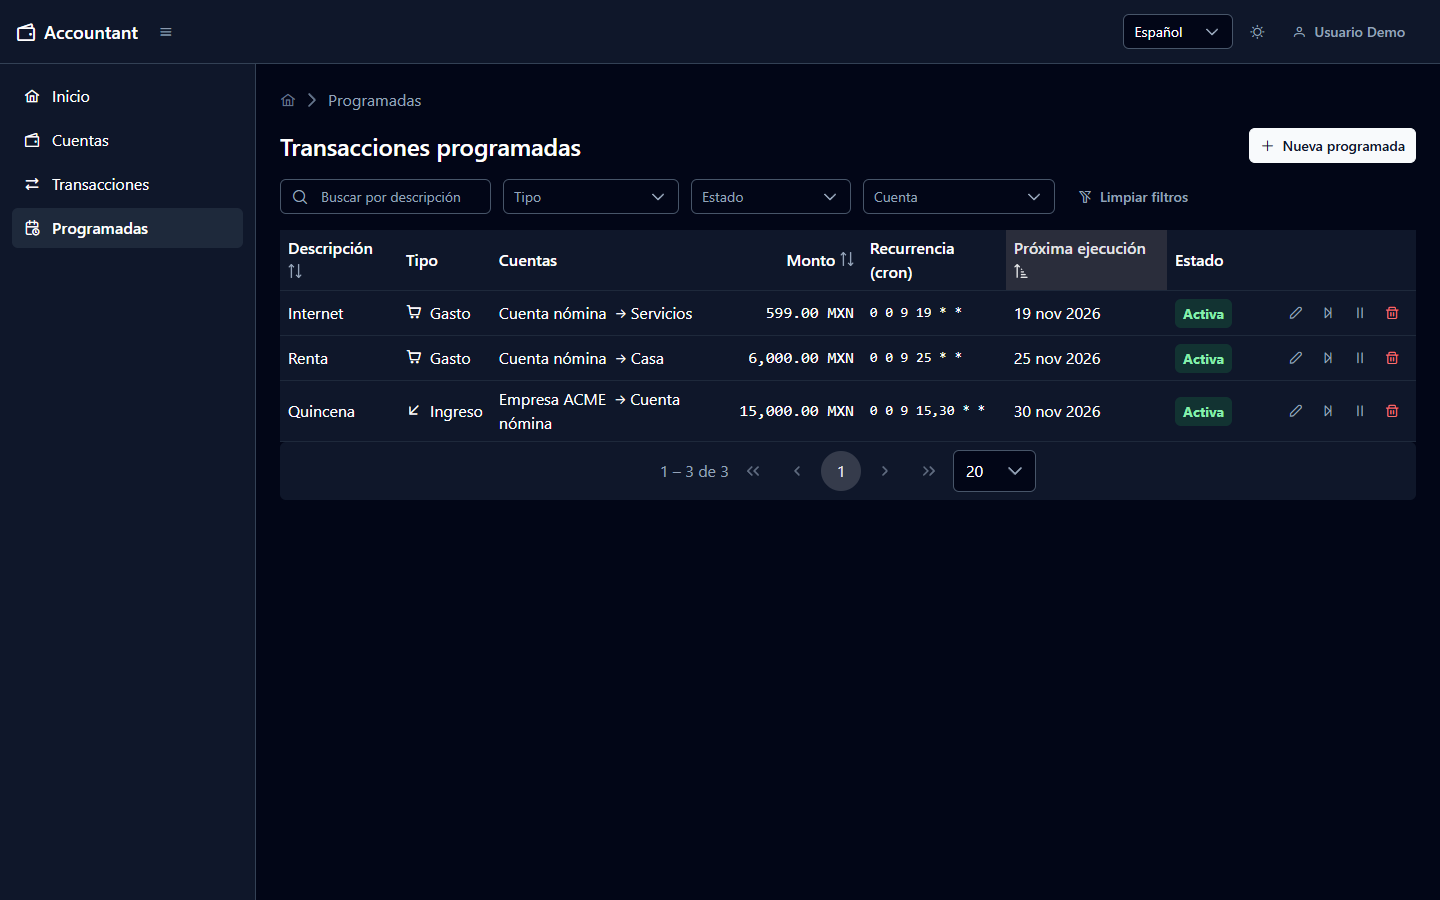 Accountant
Español
Usuario Demo
Inicio
Cuentas
Transacciones
Programadas
Programadas
Transacciones programadas
Nueva programada
Buscar por descripción
Tipo
Estado
Cuenta
Limpiar filtros
Descripción
Tipo
Cuentas
Monto
Recurrencia
(cron)
Próxima ejecución
Estado
Internet Gasto Cuenta nómina → Servicios 599.00 MXN 0 0 9 19 * * 19 nov 2026 Activa
Renta Gasto Cuenta nómina → Casa 6,000.00 MXN 0 0 9 25 * * 25 nov 2026 Activa
Quincena Ingreso Empresa ACME → Cuenta
nómina 15,000.00 MXN 0 0 9 15,30 * * 30 nov 2026 Activa
1 – 3 de 3
1
20